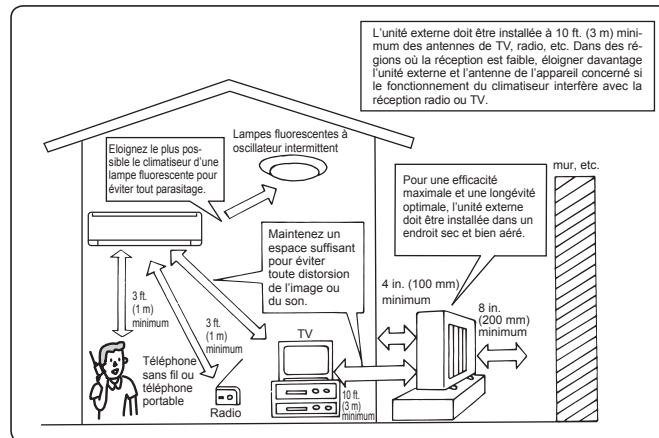 L'unité externe doit être installée à 10 ft. (3 m) mini-
mum des antennes de TV, radio, etc. Dans des ré-
gions où la réception est faible, éloigner davantage
l'unité externe et l'antenne de l'appareil concerné si
le fonctionnement du climatiseur interfère avec la
réception radio ou TV.
Lampes fluorescentes à
oscillateur intermittent
Eloignez le plus pos-
sible le climatiseur d'une
lampe fluorescente pour
éviter tout parasitage.
mur, etc.
Pour une efficacité
maximale et une longévité
optimale, l'unité externe
doit être installée dans un
endroit sec et bien aéré.
Maintenez un
espace suffisant
pour éviter
toute distorsion
de l'image ou
du son.
4 in. (100 mm)
minimum
8 in.
(200 mm)
minimum
3 ft.
(1 m)
minimum
3 ft.
(1 m)
minimum
TV
Téléphone
sans fil ou
téléphone
portable
Radio
10 ft.
(3 m)
minimum